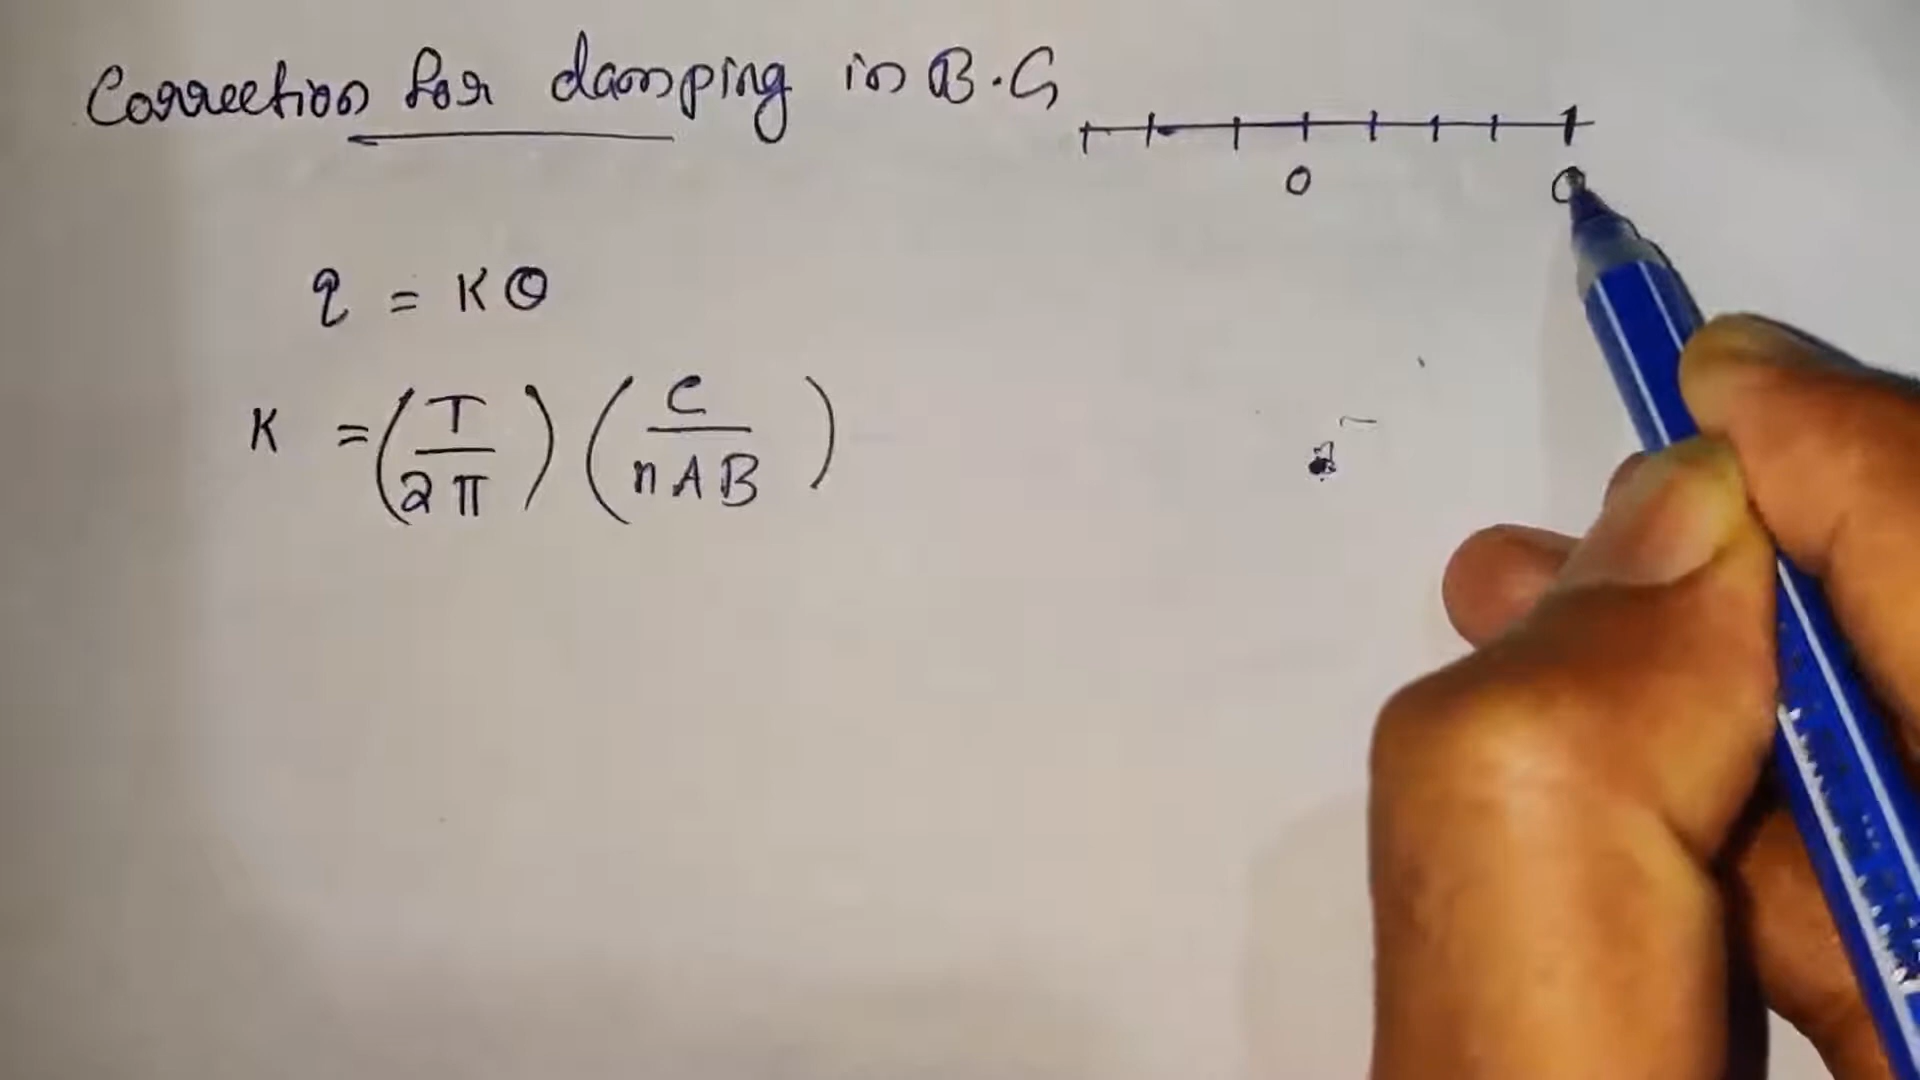 Correction for damping in B.G
0
q = Kθ
K = (T/2π) (C/nAB)